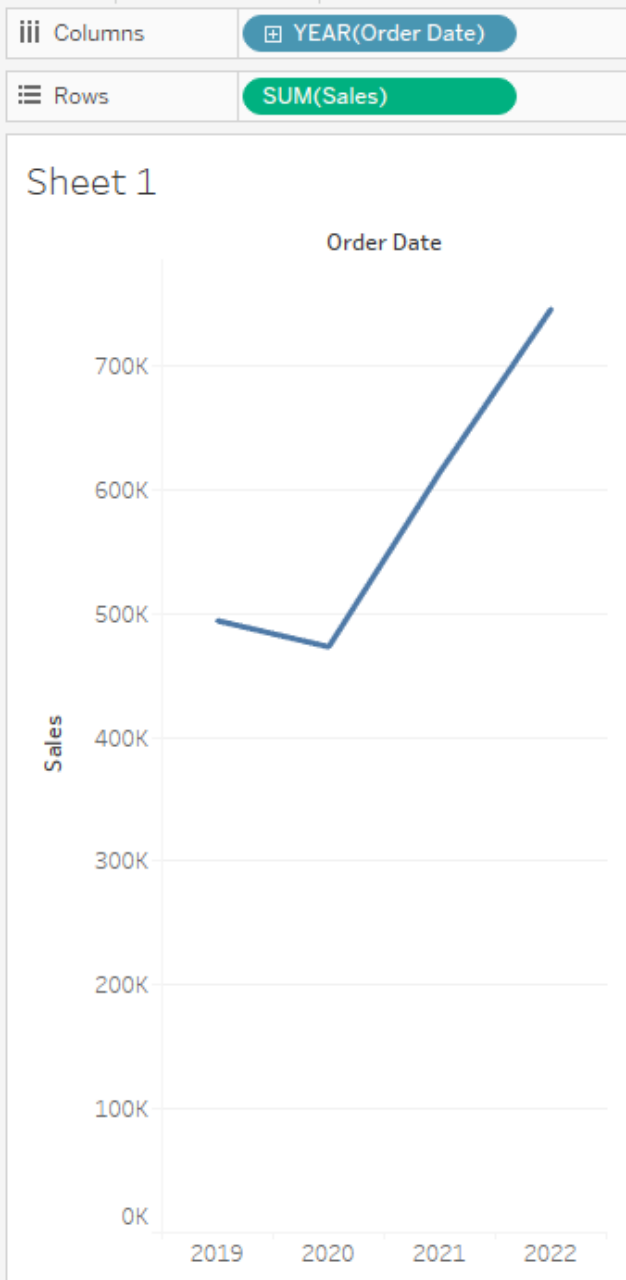 Columns
YEAR(Order Date)
Rows
SUM(Sales)
Sheet 1
Order Date
700K
600K
500K
400K
300K
200K
100K
0K
Sales
2019 2020 2021 2022